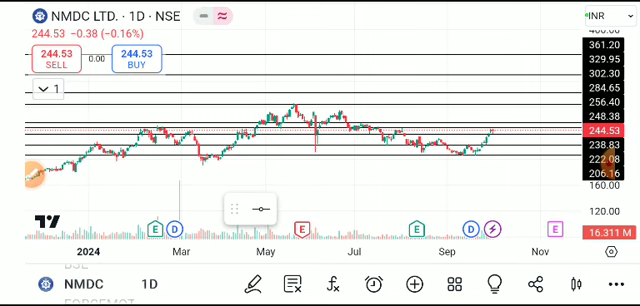 NMDC LTD. · 1D · NSE
INR
244.53 −0.38 (−0.16%)
244.53
SELL
0.00
244.53
BUY
1
361.20
329.95
302.30
284.65
256.40
248.38
244.53
238.83
222.08
206.16
160.00
120.00
16.311 M
E
D
E
E
D
E
2024
Mar
May
Jul
Sep
Nov
NMDC
1D